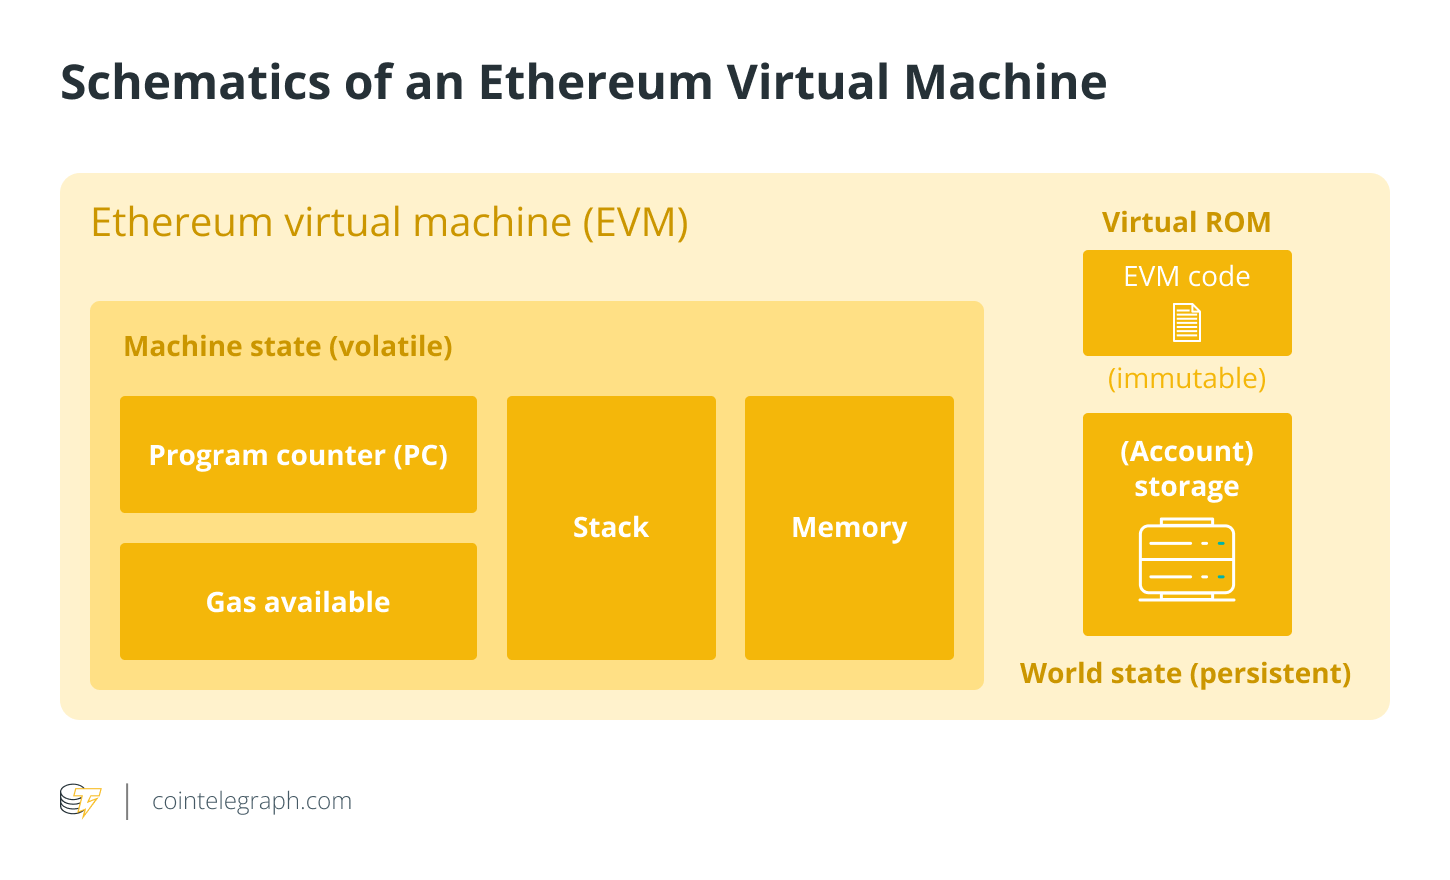 Schematics of an Ethereum Virtual Machine
Ethereum virtual machine (EVM)
Machine state (volatile)
Program counter (PC)
Gas available
Stack
Memory
Virtual ROM
EVM code
(immutable)
(Account)
storage
World state (persistent)
cointelegraph.com